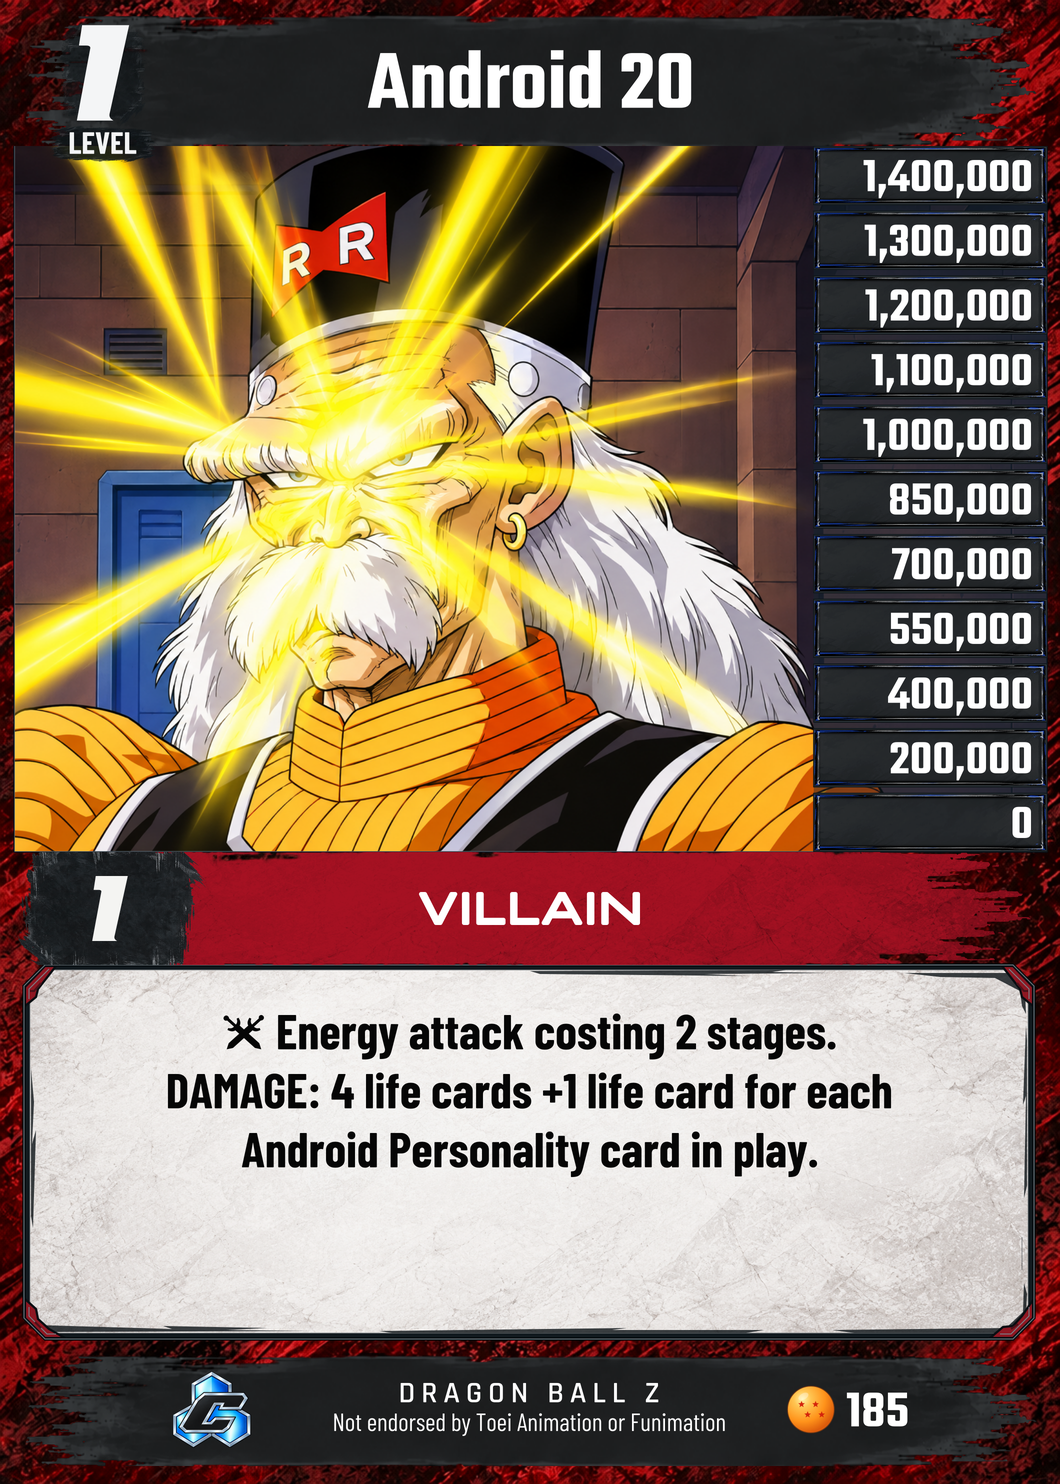 1
LEVEL
Android 20
R R
1,400,000
1,300,000
1,200,000
1,100,000
1,000,000
850,000
700,000
550,000
400,000
200,000
0
1
VILLAIN
Energy attack costing 2 stages.
DAMAGE: 4 life cards +1 life card for each
Android Personality card in play.
G
DRAGON BALL Z
Not endorsed by Toei Animation or Funimation
185